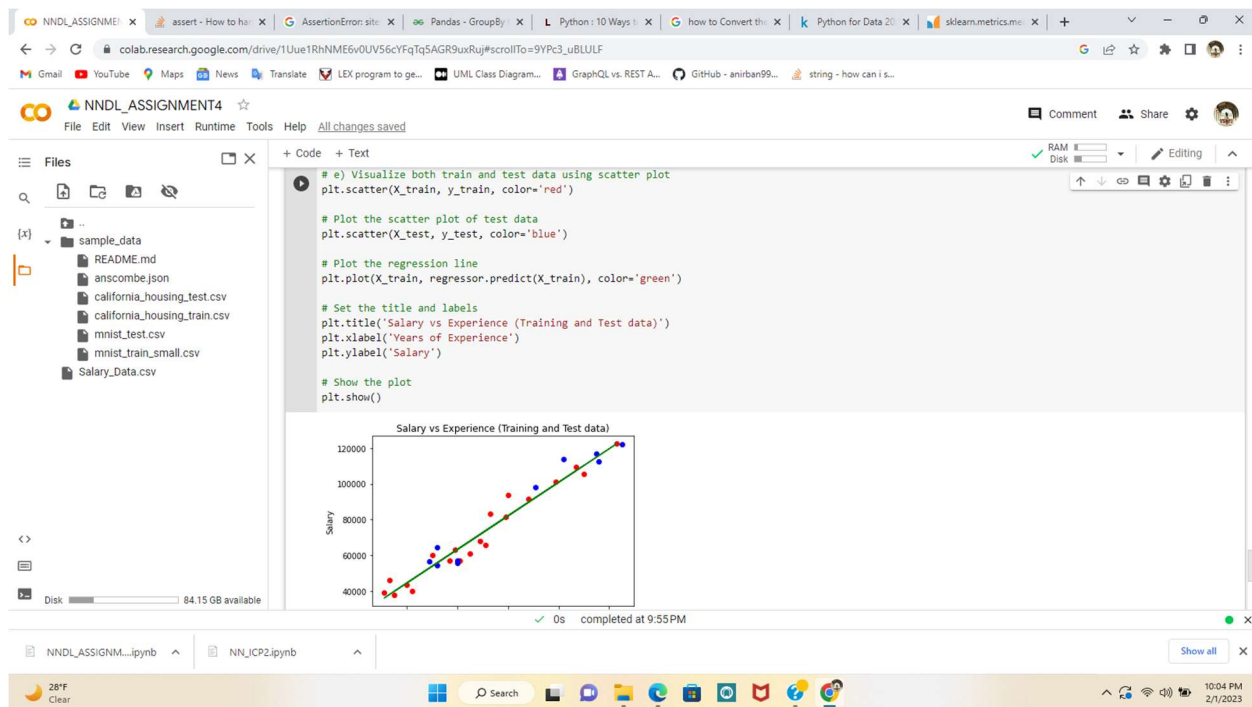 NNDL_ASSIGNMEN
assert - How to han
AssertionError: site
Pandas - GroupBy
Python : 10 Ways t
how to Convert the
Python for Data 20
sklearn.metrics.me
colab.research.google.com/drive/1Uue1RhNME6v0UV56cYFqTq5AGR9uxRuj#scrollTo=9YPc3_uBLULF
Gmail YouTube Maps News Translate LEX program to ge... UML Class Diagram... GraphQL vs. REST A... GitHub - anirban99... string - how can i s...
NNDL_ASSIGNMENT4
Comment Share
File Edit View Insert Runtime Tools Help All changes saved
Files
+ Code + Text
RAM
Disk
Editing
..
sample_data
README.md
anscombe.json
california_housing_test.csv
california_housing_train.csv
mnist_test.csv
mnist_train_small.csv
Salary_Data.csv
{x}
# e) Visualize both train and test data using scatter plot
plt.scatter(X_train, y_train, color='red')
# Plot the scatter plot of test data
plt.scatter(X_test, y_test, color='blue')
# Plot the regression line
plt.plot(X_train, regressor.predict(X_train), color='green')
# Set the title and labels
plt.title('Salary vs Experience (Training and Test data)')
plt.xlabel('Years of Experience')
plt.ylabel('Salary')
# Show the plot
plt.show()
Salary vs Experience (Training and Test data)
120000
100000
80000
60000
40000
Salary
Disk 84.15 GB available
0s completed at 9:55 PM
NNDL_ASSIGNM....ipynb
NN_ICP2.ipynb
Show all
28°F
Clear
Search
10:04 PM
2/1/2023